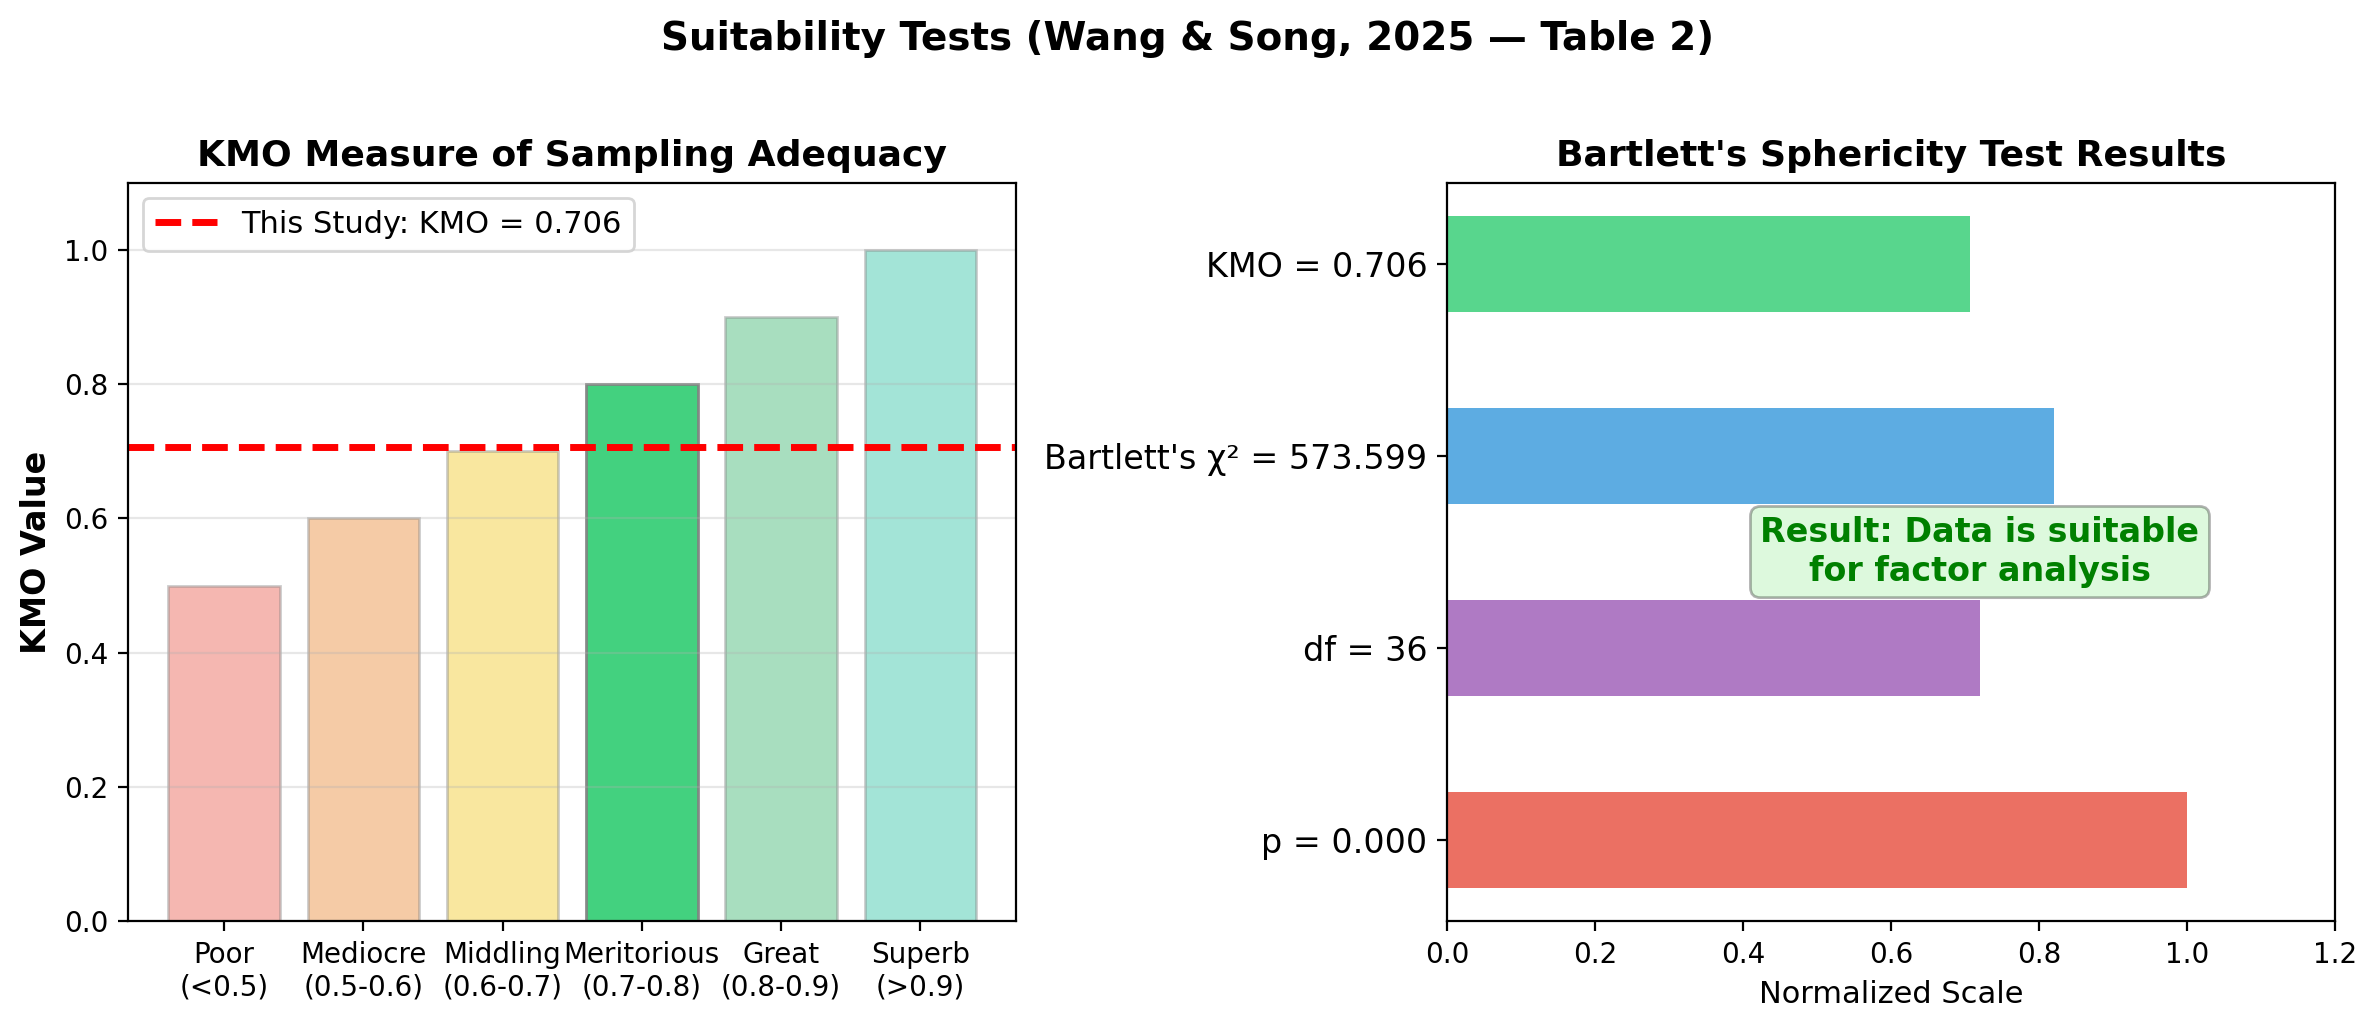 Suitability Tests (Wang & Song, 2025 — Table 2)
KMO Measure of Sampling Adequacy
This Study: KMO = 0.706
KMO Value
1.0
0.8
0.6
0.4
0.2
0.0
Poor
(<0.5)
Mediocre
(0.5-0.6)
Middling
(0.6-0.7)
Meritorious
(0.7-0.8)
Great
(0.8-0.9)
Superb
(>0.9)
Bartlett's Sphericity Test Results
KMO = 0.706
Bartlett's χ² = 573.599
df = 36
p = 0.000
Result: Data is suitable
for factor analysis
0.0
0.2
0.4
0.6
0.8
1.0
1.2
Normalized Scale